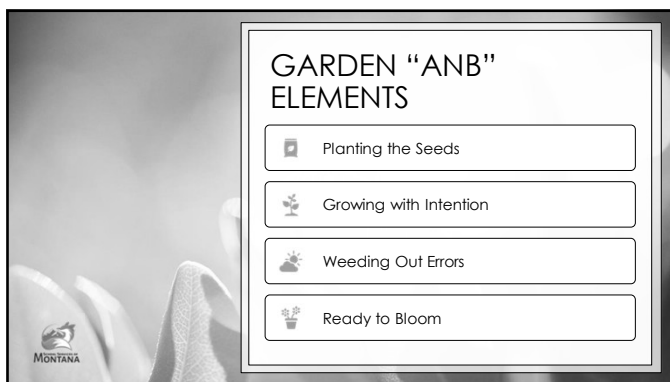 GARDEN “ANB”
ELEMENTS
Planting the Seeds
Growing with Intention
Weeding Out Errors
Ready to Bloom
MONTANA